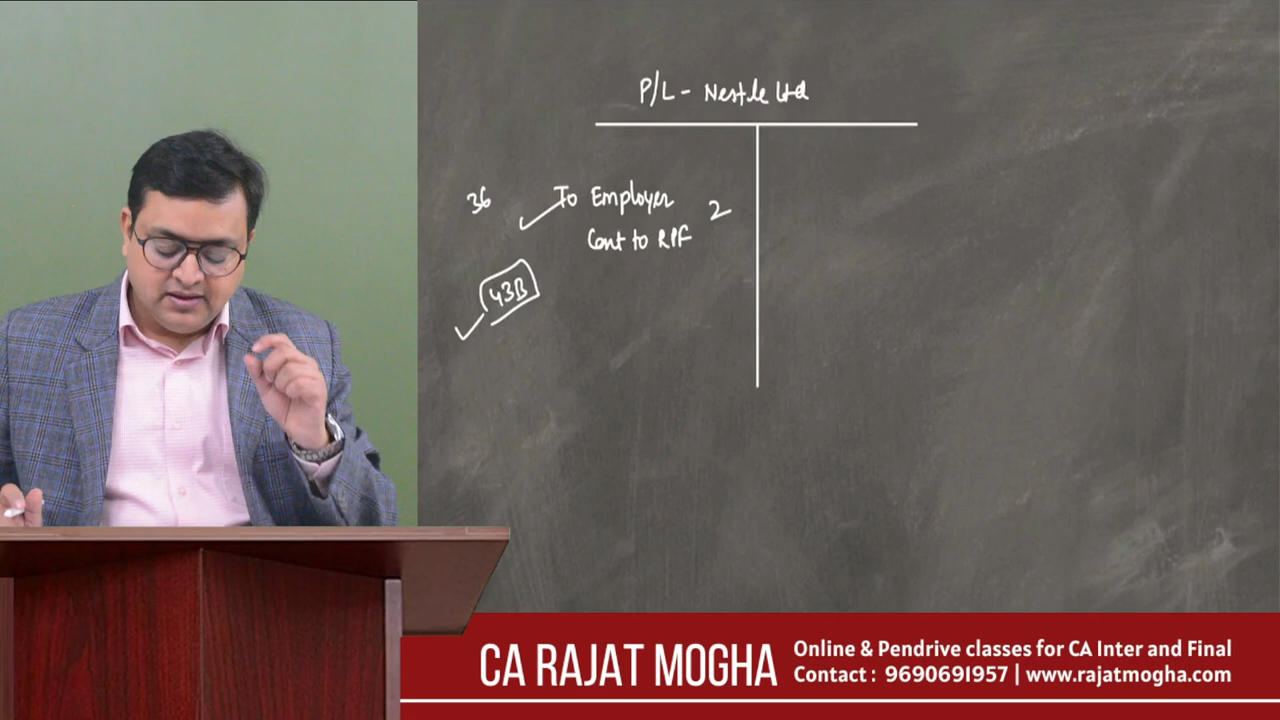 P/L - Nestle Ltd
36 To Employer 2
Cont to RPF
43B
CA RAJAT MOGHA
Online & Pendrive classes for CA Inter and Final
Contact : 9690691957 | www.rajatmogha.com